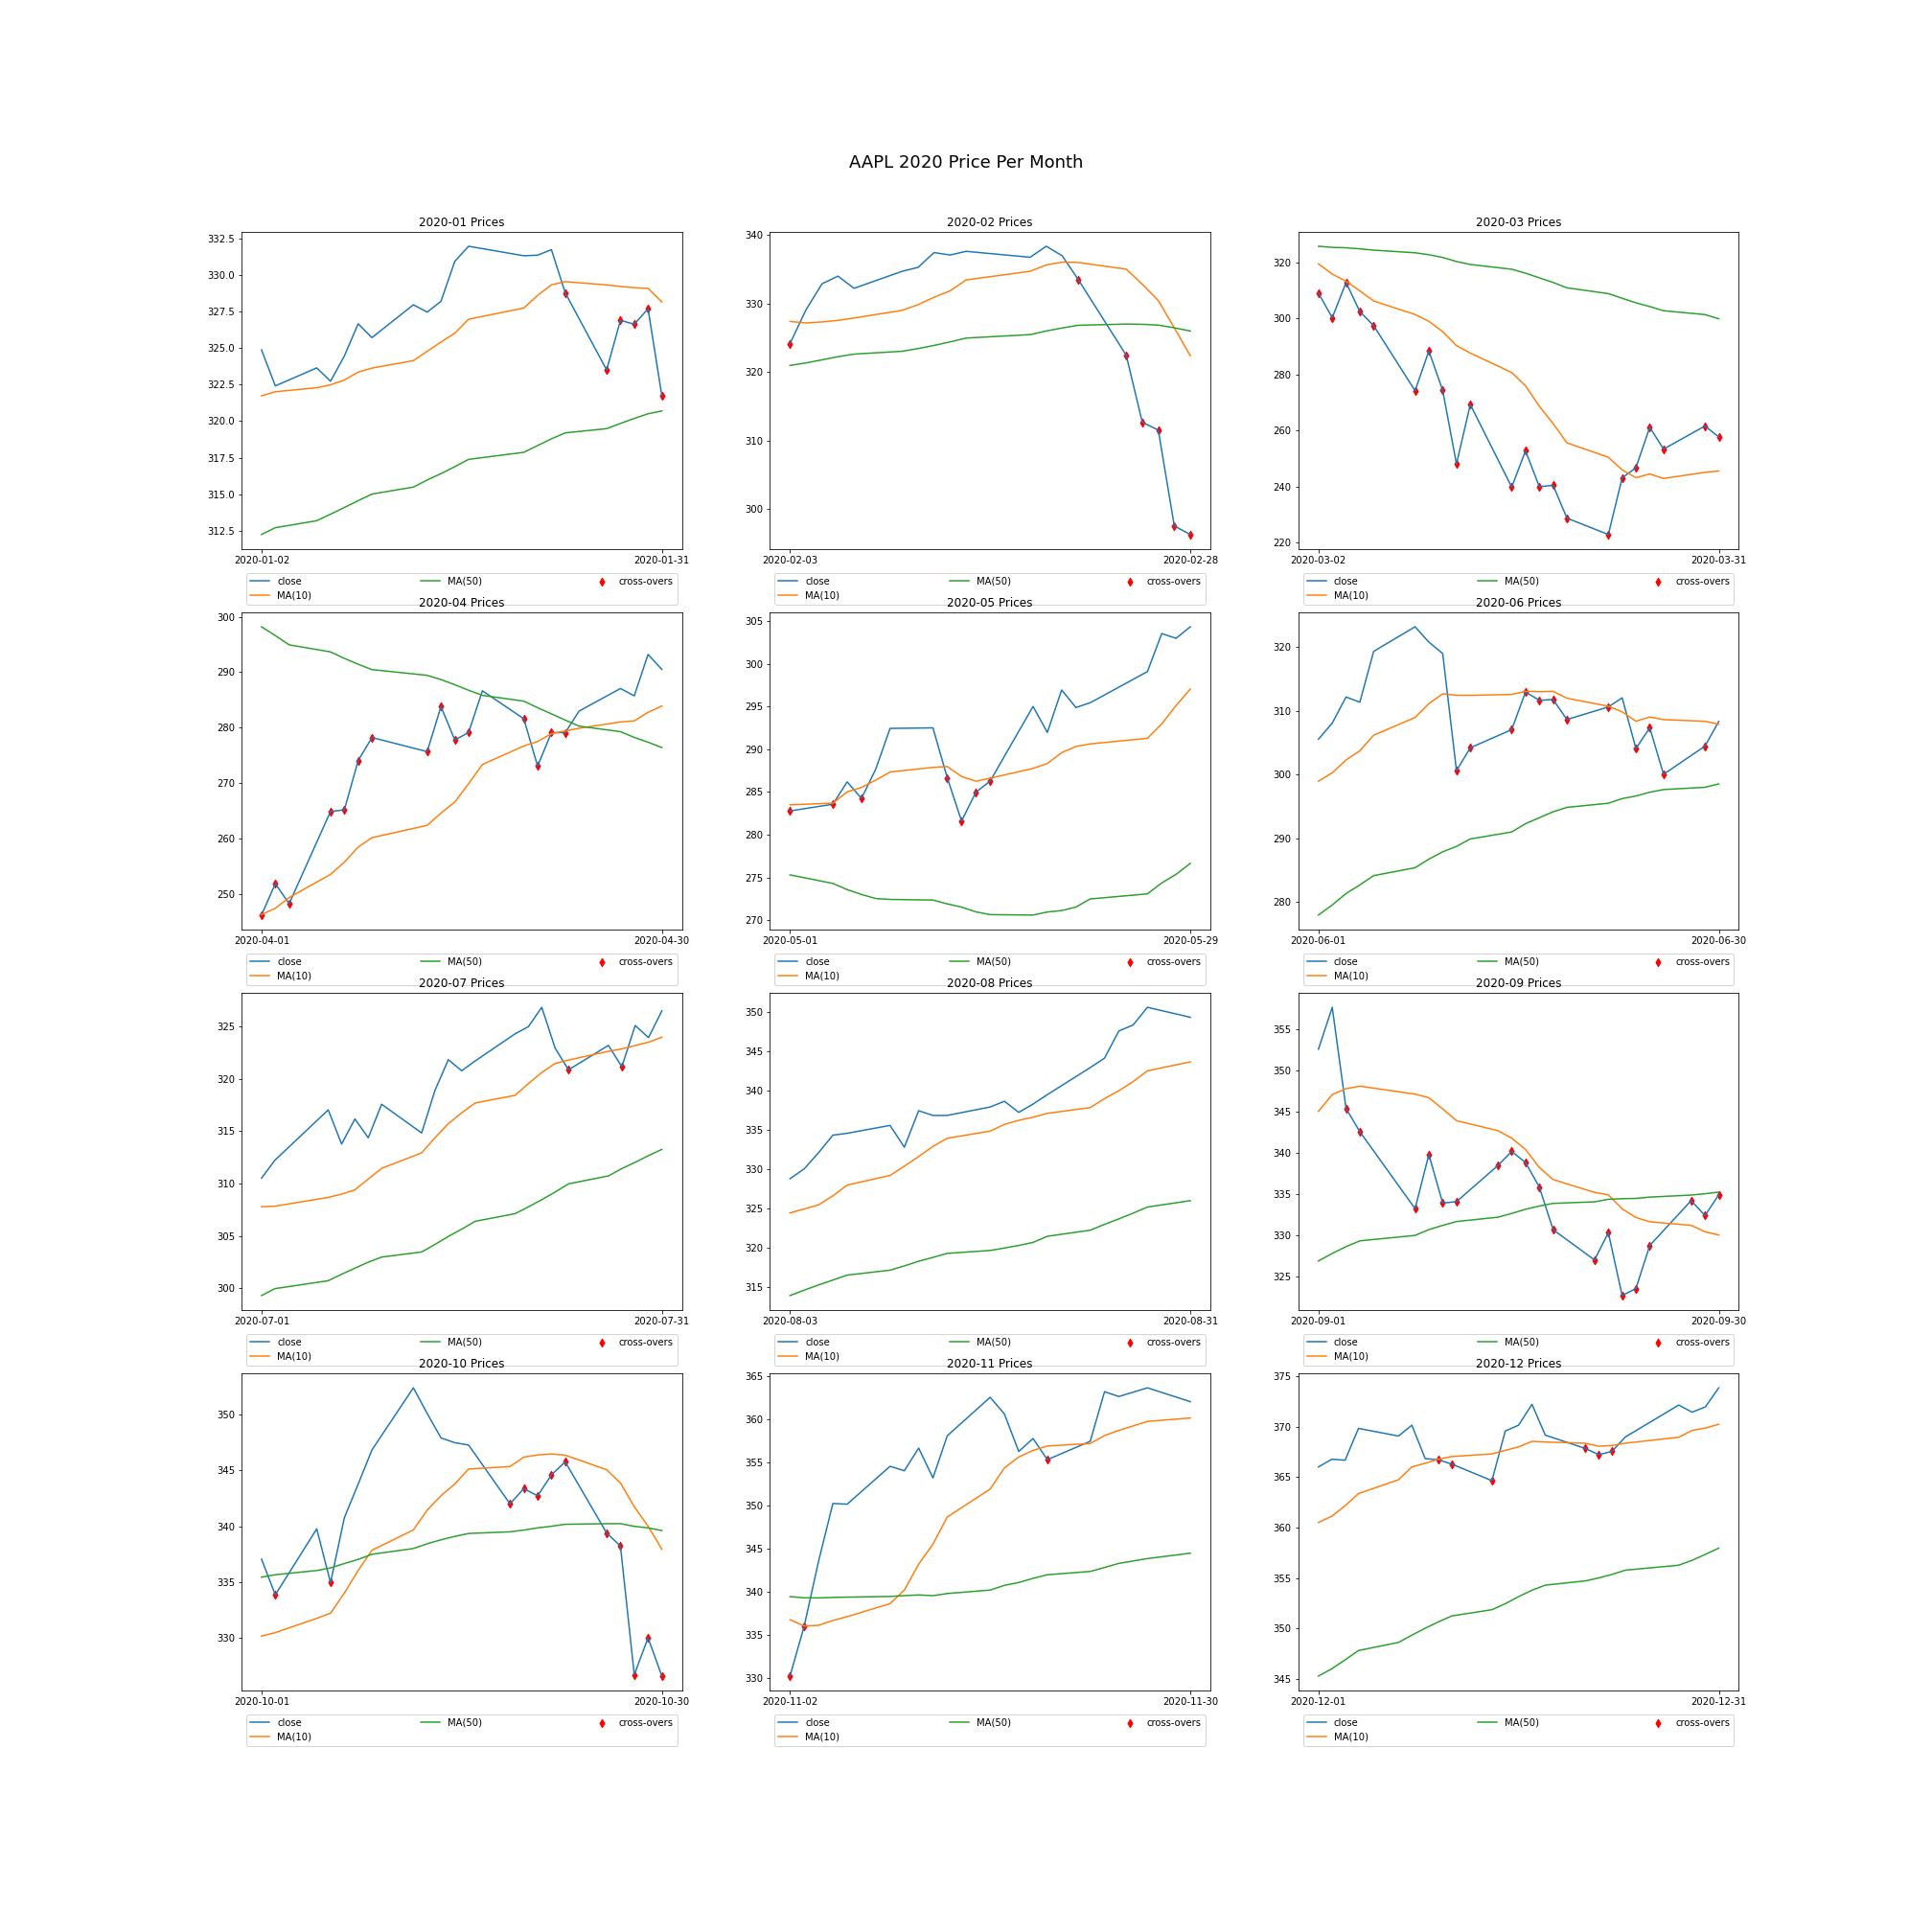 AAPL 2020 Price Per Month
2020-01 Prices
332.5
330.0
327.5
325.0
322.5
320.0
317.5
315.0
312.5
2020-01-02 2020-01-31
close MA(50) cross-overs
MA(10)
2020-02 Prices
340
330
320
310
300
2020-02-03 2020-02-28
close MA(50) cross-overs
MA(10)
2020-03 Prices
320
300
280
260
240
220
2020-03-02 2020-03-31
close MA(50) cross-overs
MA(10)
2020-04 Prices
300
290
280
270
260
250
2020-04-01 2020-04-30
close MA(50) cross-overs
MA(10)
2020-05 Prices
305
300
295
290
285
280
275
270
2020-05-01 2020-05-29
close MA(50) cross-overs
MA(10)
2020-06 Prices
320
310
300
290
280
2020-06-01 2020-06-30
close MA(50) cross-overs
MA(10)
2020-07 Prices
325
320
315
310
305
300
2020-07-01 2020-07-31
close MA(50) cross-overs
MA(10)
2020-08 Prices
350
345
340
335
330
325
320
315
2020-08-03 2020-08-31
close MA(50) cross-overs
MA(10)
2020-09 Prices
355
350
345
340
335
330
325
2020-09-01 2020-09-30
close MA(50) cross-overs
MA(10)
2020-10 Prices
350
345
340
335
330
2020-10-01 2020-10-30
close MA(50) cross-overs
MA(10)
2020-11 Prices
365
360
355
350
345
340
335
330
2020-11-02 2020-11-30
close MA(50) cross-overs
MA(10)
2020-12 Prices
375
370
365
360
355
350
345
2020-12-01 2020-12-31
close MA(50) cross-overs
MA(10)